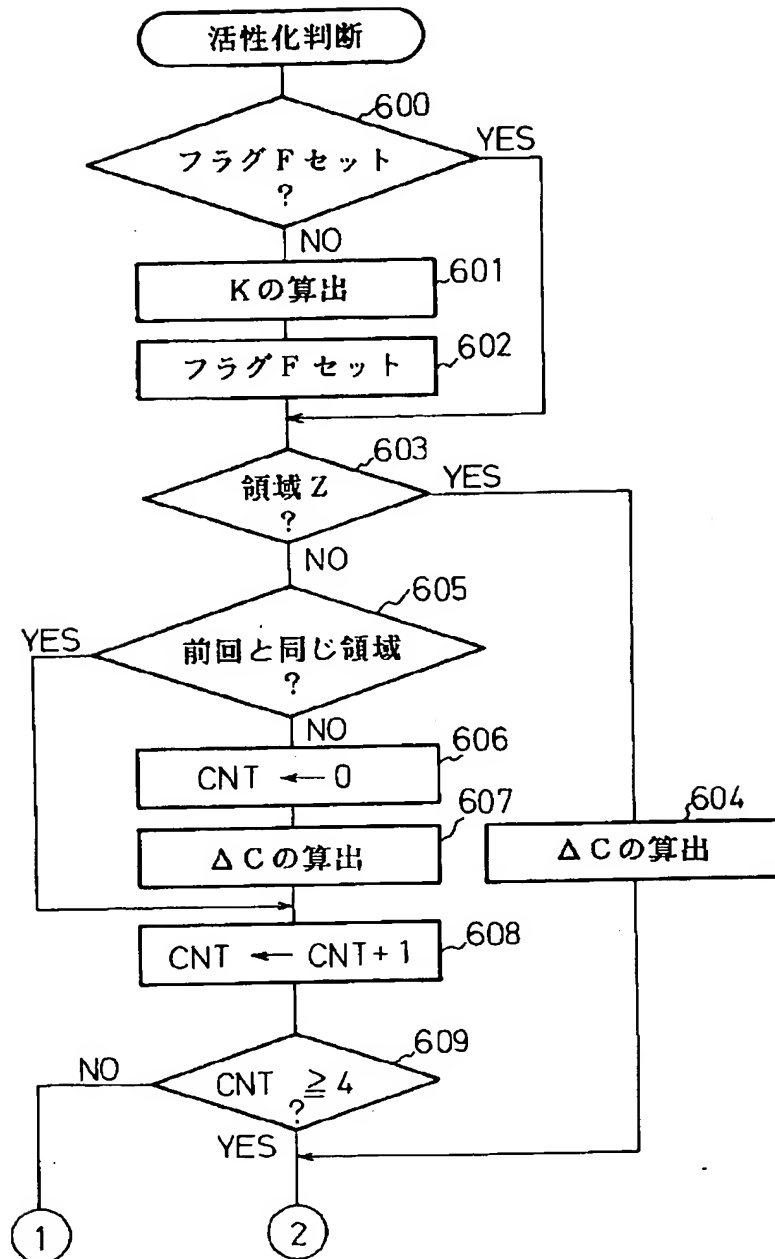 活性化判断
600
フラグFセット
?
YES
NO
Kの算出
601
フラグFセット
602
603
領域Z
?
YES
NO
605
前回と同じ領域
?
YES
NO
CNT ← 0
606
ΔCの算出
607
604
ΔCの算出
CNT ← CNT+1
608
609
CNT ≧ 4
?
NO
YES
1
2